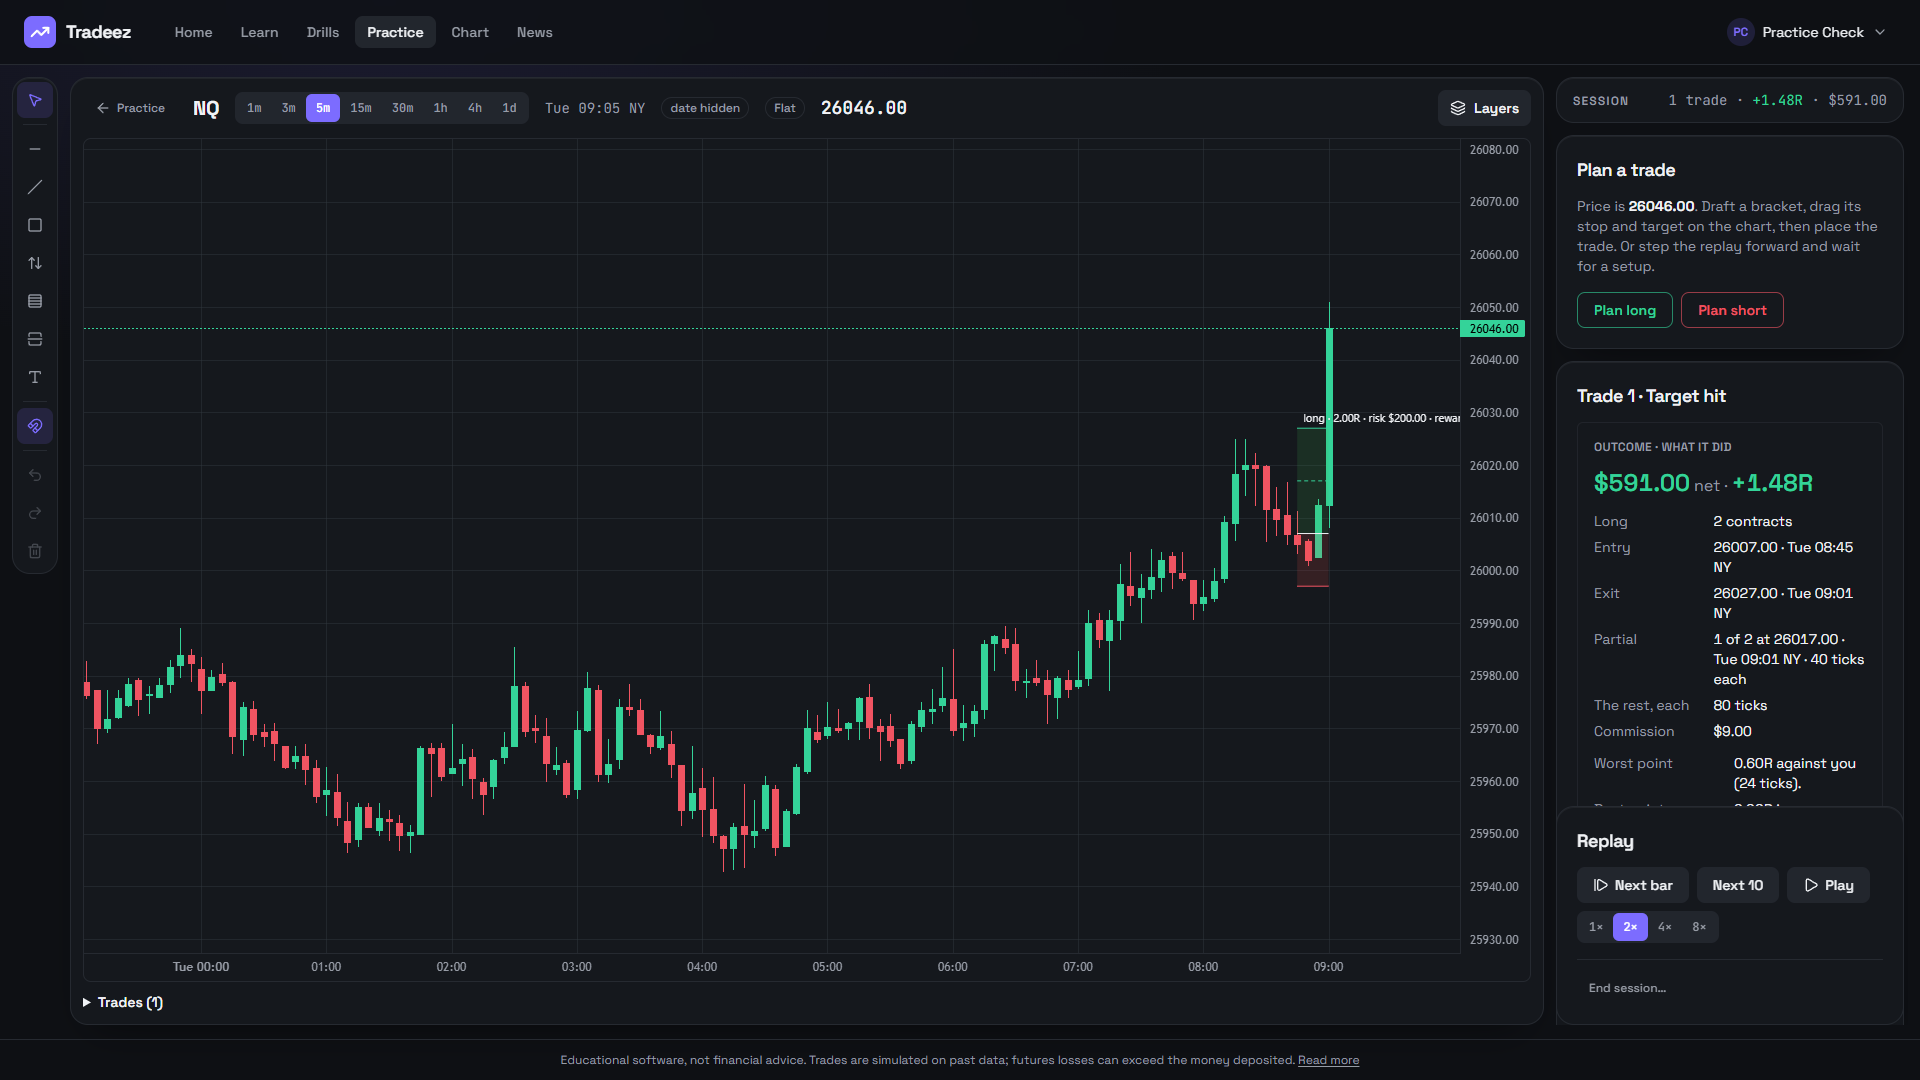 Tradeez
Home
Learn
Drills
Practice
Chart
News
PC
Practice Check
Practice
NQ
1m
3m
5m
15m
30m
1h
4h
1d
Tue 09:05 NY
date hidden
Flat
26046.00
Layers
26080.00
26070.00
26060.00
26050.00
26046.00
26040.00
26030.00
26020.00
26010.00
26000.00
25990.00
25980.00
25970.00
25960.00
25950.00
25940.00
25930.00
long · 2.00R · risk $200.00 · rewar
Tue 00:00
01:00
02:00
03:00
04:00
05:00
06:00
07:00
08:00
09:00
Trades (1)
SESSION
1 trade · +1.48R · $591.00
Plan a trade
Price is 26046.00. Draft a bracket, drag its
stop and target on the chart, then place the
trade. Or step the replay forward and wait
for a setup.
Plan long
Plan short
Trade 1 · Target hit
OUTCOME · WHAT IT DID
$591.00 net · +1.48R
Long
2 contracts
Entry
26007.00 · Tue 08:45
NY
Exit
26027.00 · Tue 09:01
NY
Partial
1 of 2 at 26017.00 ·
Tue 09:01 NY · 40 ticks
each
The rest, each
80 ticks
Commission
$9.00
Worst point
0.60R against you
(24 ticks).
Replay
Next bar
Next 10
Play
1×
2×
4×
8×
End session...
Educational software, not financial advice. Trades are simulated on past data; futures losses can exceed the money deposited. Read more